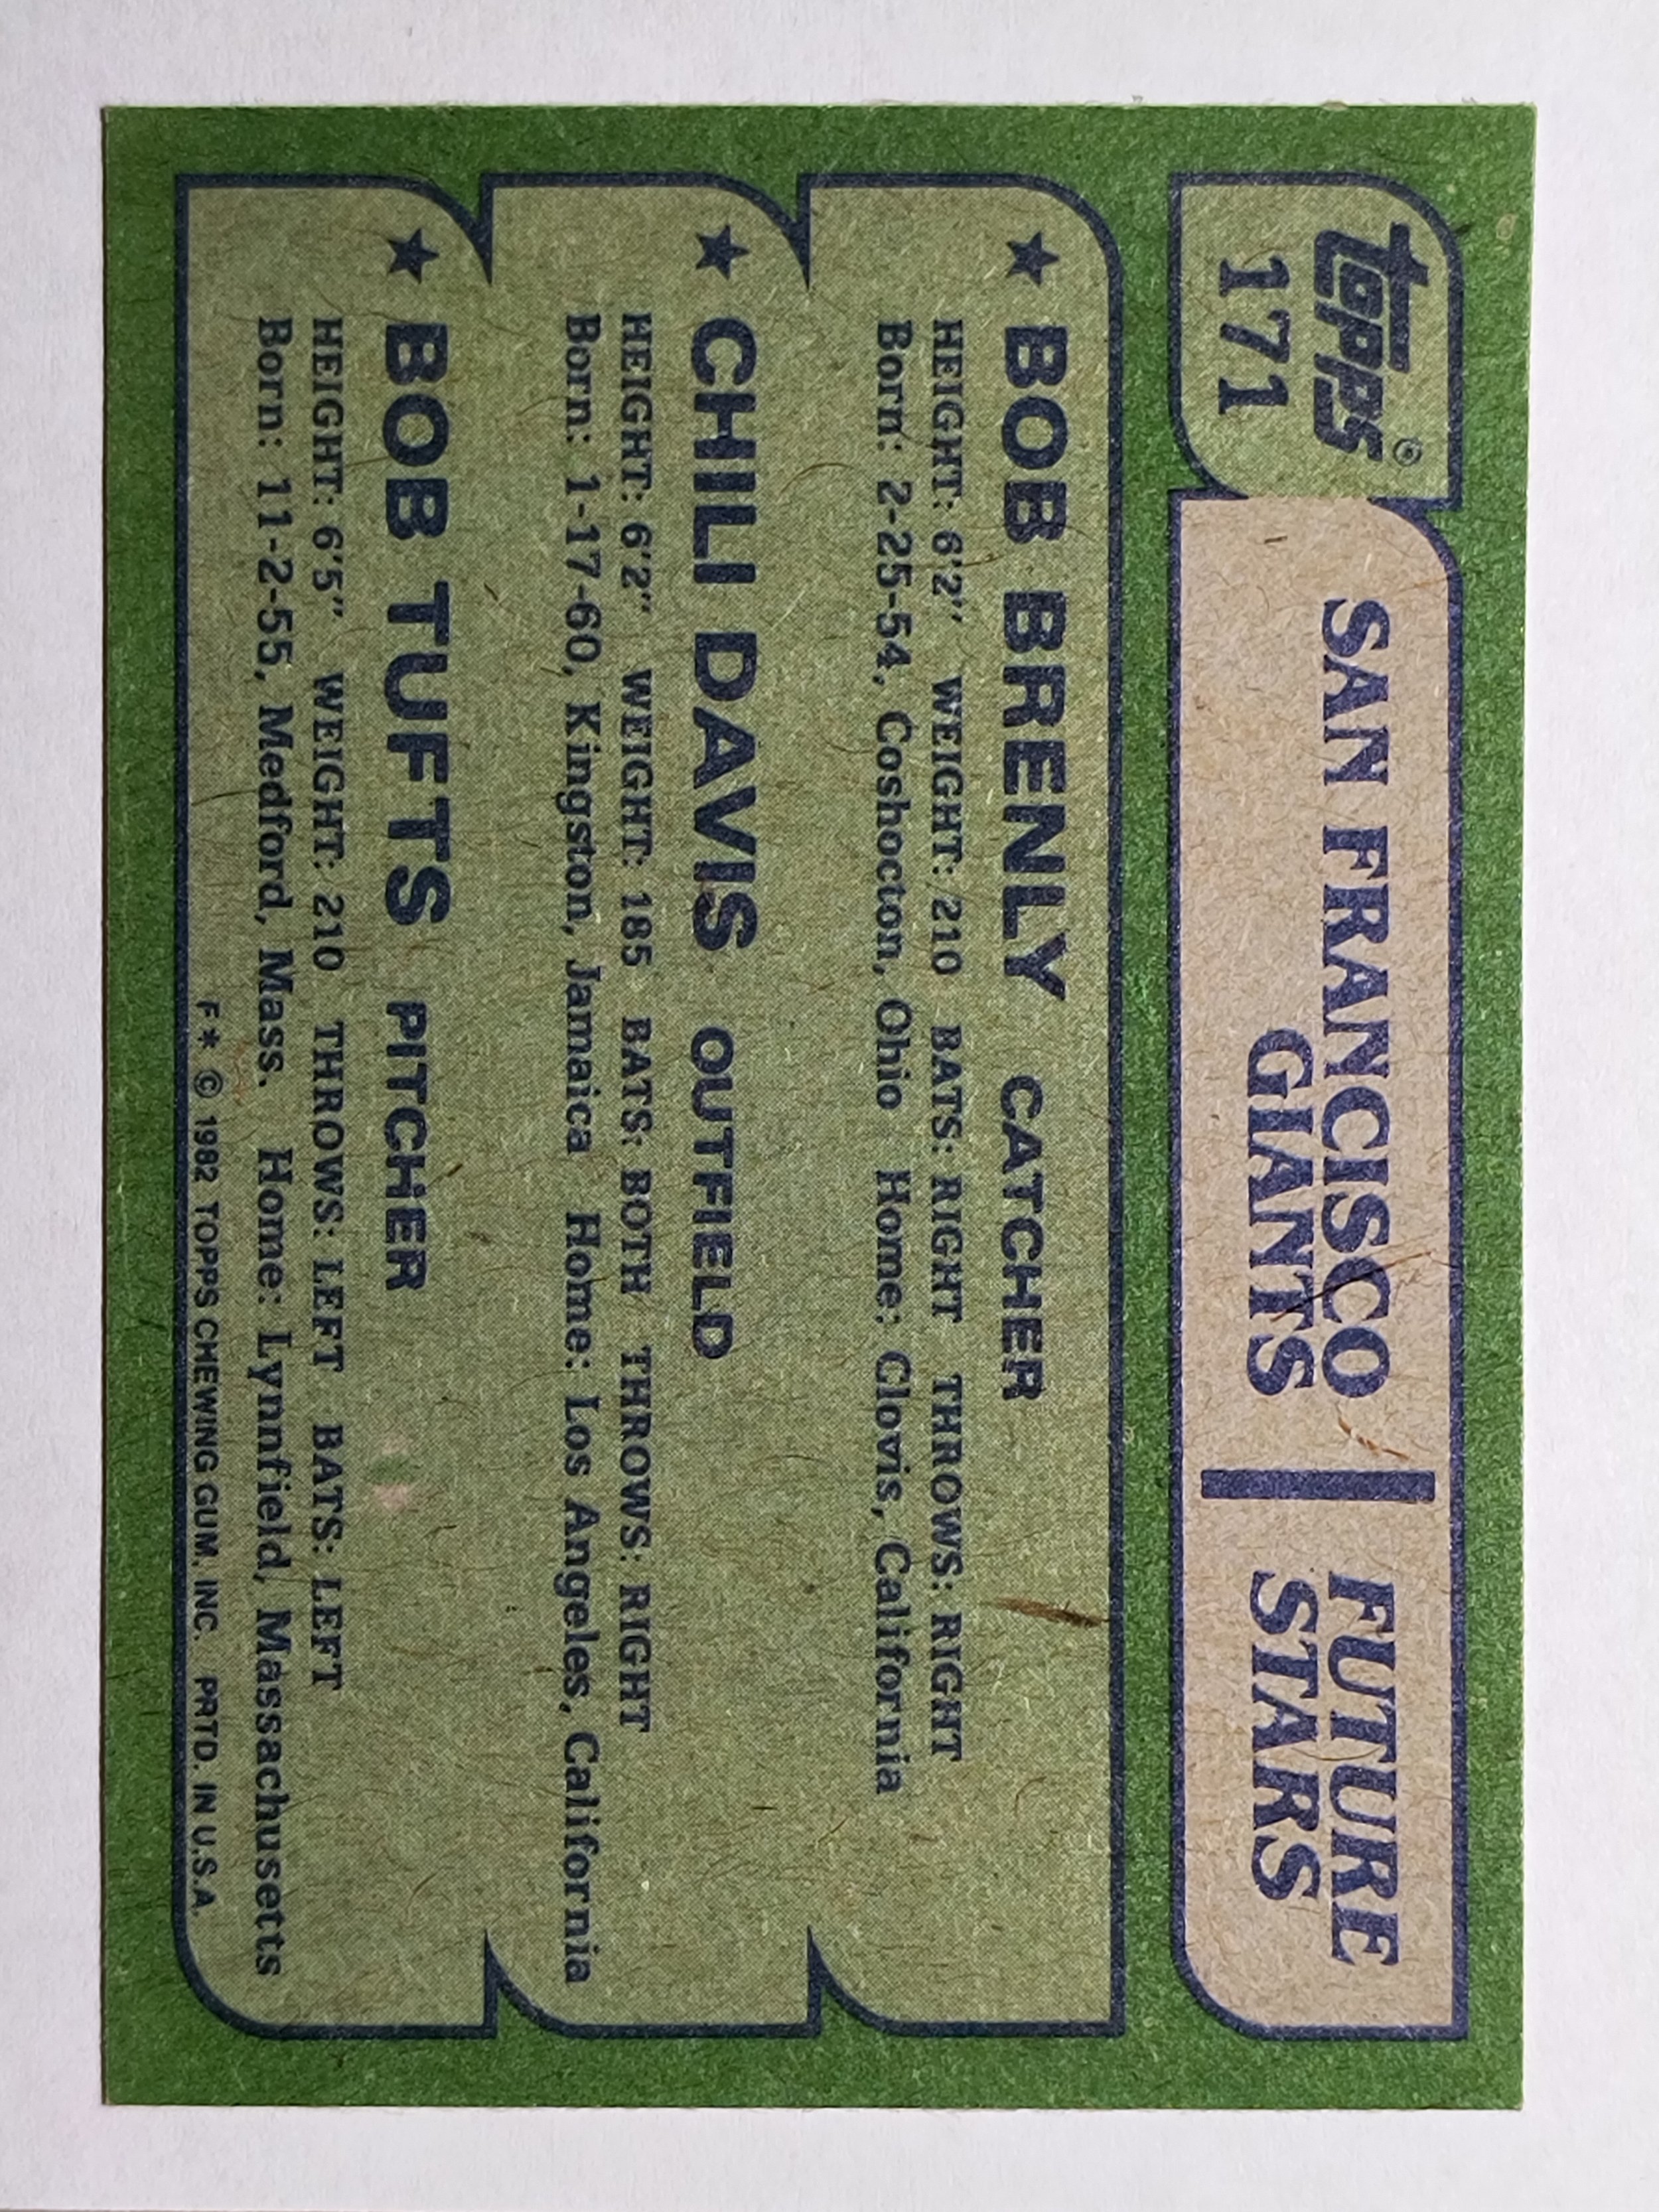 topps®
171
SAN FRANCISCO
GIANTS
FUTURE
STARS
★ BOB BRENLY CATCHER
HEIGHT: 6'2" WEIGHT: 210 BATS: RIGHT THROWS: RIGHT
Born: 2-25-54, Coshocton, Ohio Home: Clovis, California
★ CHILI DAVIS OUTFIELD
HEIGHT: 6'2" WEIGHT: 185 BATS: BOTH THROWS: RIGHT
Born: 1-17-60, Kingston, Jamaica Home: Los Angeles, California
★ BOB TUFTS PITCHER
HEIGHT: 6'5" WEIGHT: 210 THROWS: LEFT BATS: LEFT
Born: 11-2-55, Medford, Mass. Home: Lynnfield, Massachusetts
F* © 1982 TOPPS CHEWING GUM, INC. PRTD. IN U.S.A.